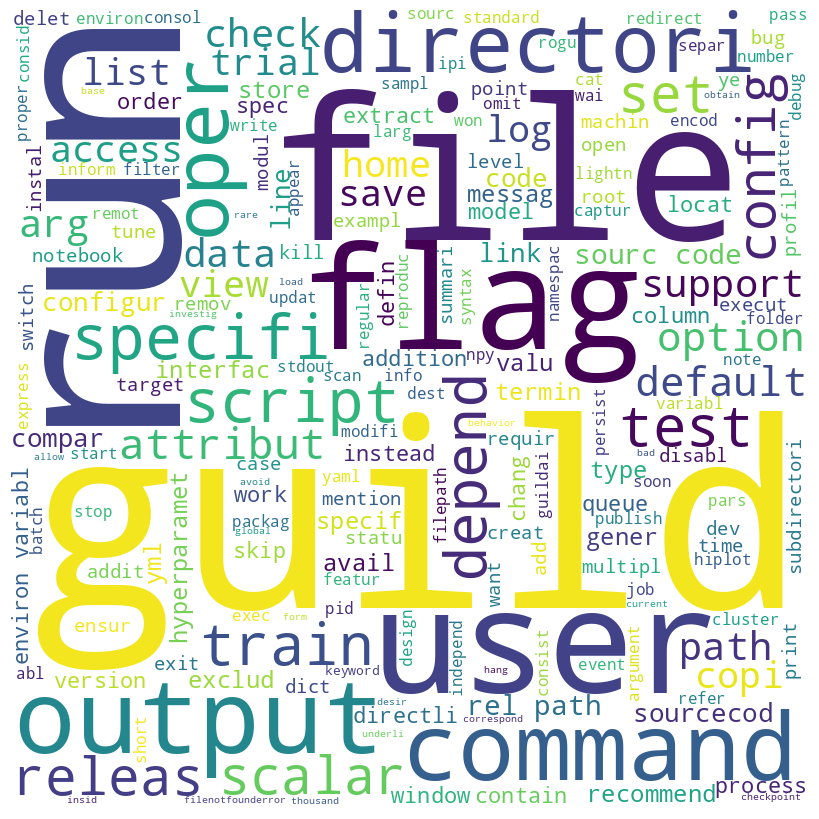 delet
environ
consol
sourc
standard
redirect
pass
check
directori
rogu
separ
number
bug
proper
consid
run
list
trial
ipi
cat
ye
base
order
oper
store
spec
sampl
point
omit
wai
set
debug
obtain
write
extract
larg
won
log
machin
encod
config
pattern
instal
access
modul
line
file
home
level
code
open
inform
filter
appear
save
messag
model
root
lightn
captur
locat
profil
arg
remot
tune
rare
exampl
notebook
data
kill
flag
link
sourc code
view
load
defin
reproduc
summari
syntax
namespac
support
configur
remov
updat
column
execut
folder
switch
investig
regular
option
specifi
interfac
stdout
addition
npy
valu
note
express
target
scan
info
dest
termin
default
script
variabl
compar
start
attribut
modifi
instead
depend
requir
persist
test
bad
disabl
behavior
allow
case
avoid
yaml
work
mention
filepath
chang
guildai
type
soon
environ variabl
batch
stop
yml
hyperparamet
packag
global
specif
statu
skip
avail
creat
queue
publish
pars
guild
dev
time
subdirectori
gener
addit
featur
add
multipl
hiplot
want
job
ensur
exec
form
pid
current
cluster
user
design
independ
consist
event
argument
train
path
print
abl
version
exit
exclud
keyword
hang
copi
dict
output
desir
rel path
refer
directli
correspond
sourcecod
short
underli
command
releas
scalar
window
contain
recommend
process
insid
filenotfounderror
thousand
checkpoint